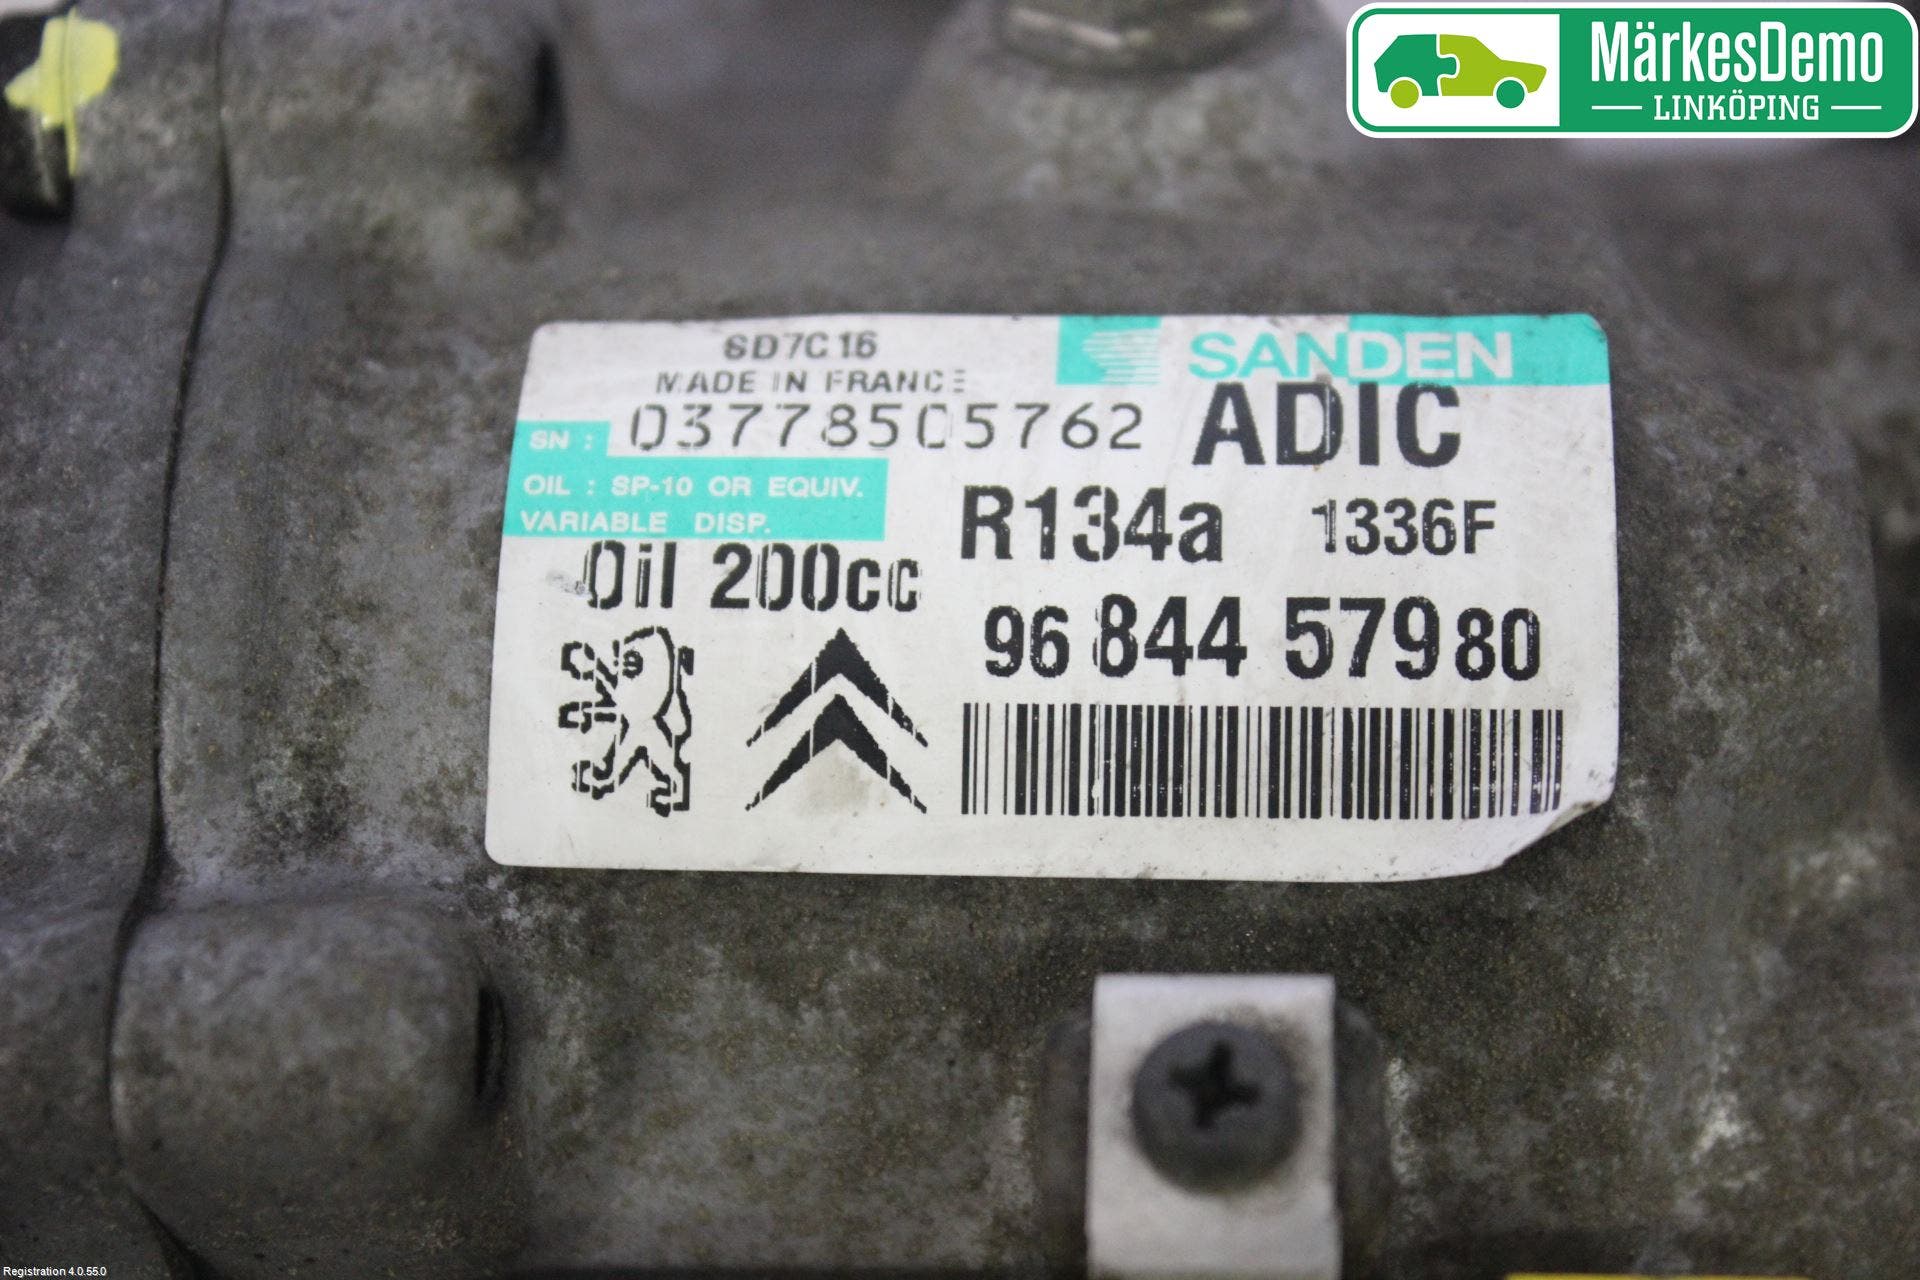 MärkesDemo
LINKÖPING
SD7C16
SANDEN
MADE IN FRANCE
SN : 03778505762
ADIC
OIL : SP-10 OR EQUIV.
VARIABLE DISP.
R134a 1336F
Oil 200cc
96 844 579 80
Registration 4.0.55.0